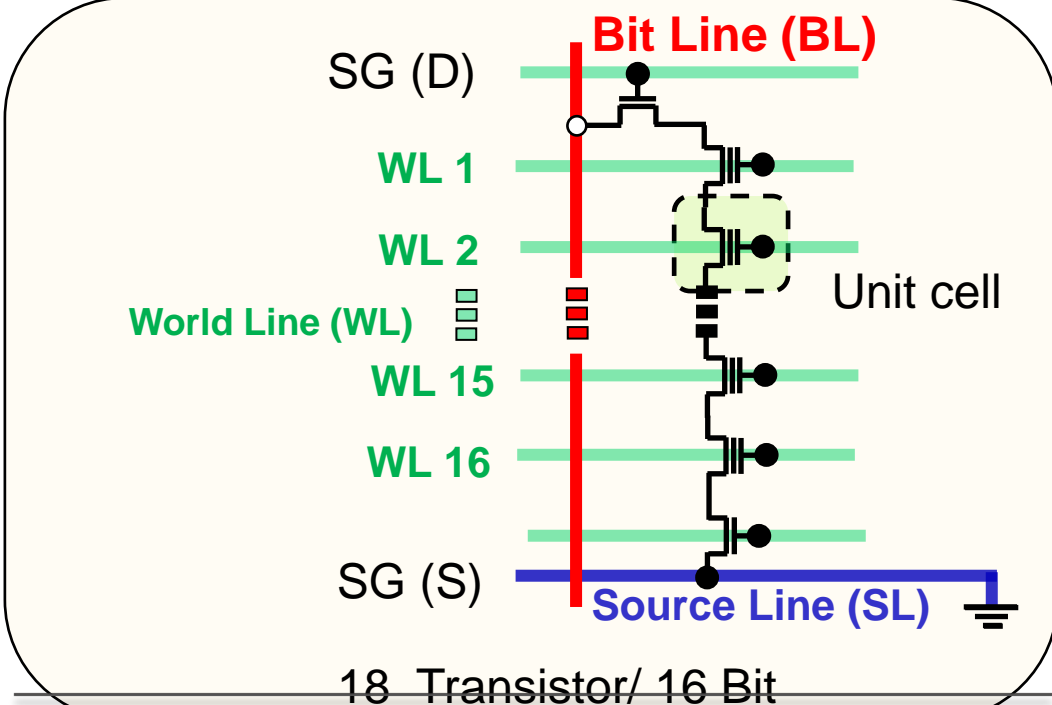 Bit Line (BL)
SG (D)
WL 1
WL 2
Unit cell
World Line (WL)
WL 15
WL 16
SG (S)
Source Line (SL)
18 Transistor/ 16 Bit